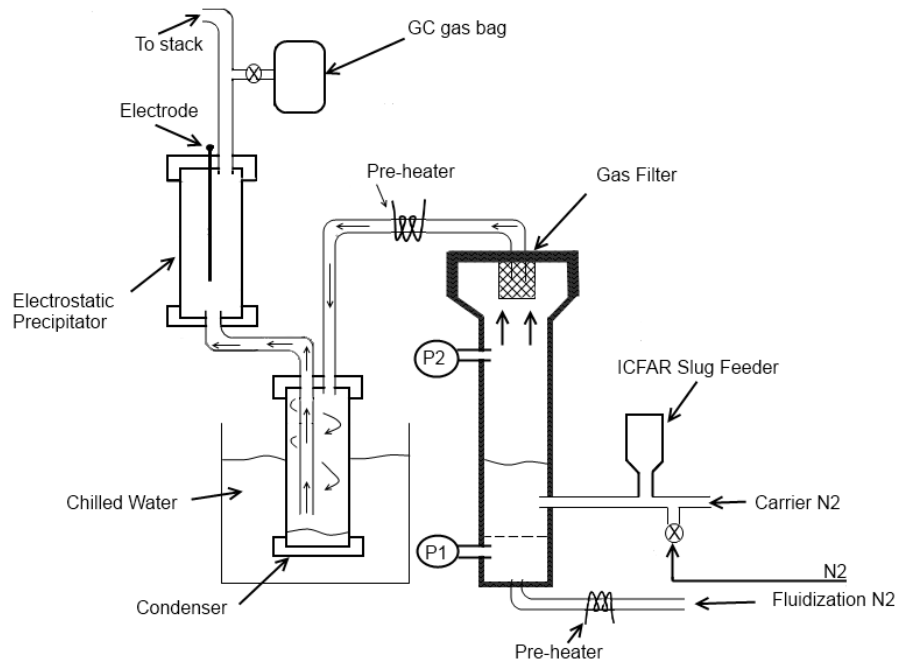 To stack
GC gas bag
Electrode
Pre-heater
Gas Filter
Electrostatic
Precipitator
P2
ICFAR Slug Feeder
Chilled Water
Carrier N2
P1
N2
Condenser
Fluidization N2
Pre-heater